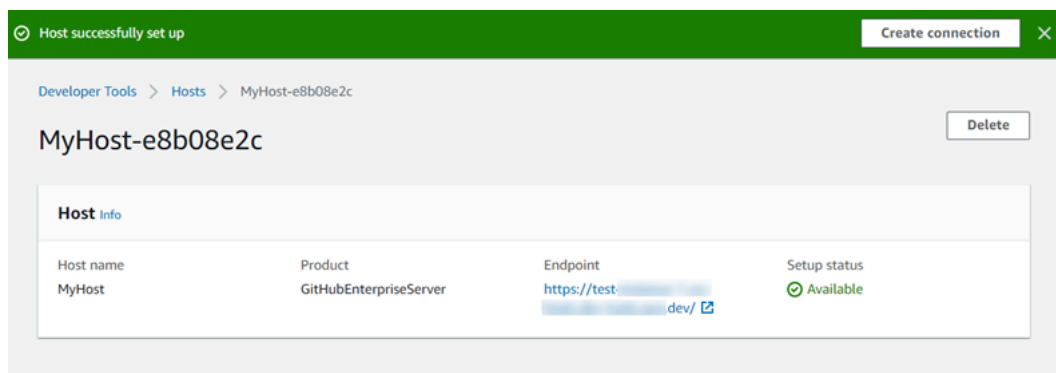 Host successfully set up
Create connection
Developer Tools > Hosts > MyHost-e8b08e2c
MyHost-e8b08e2c
Delete
Host Info
Host name
Product
Endpoint
Setup status
MyHost
GitHubEnterpriseServer
https://test-
dev/
Available